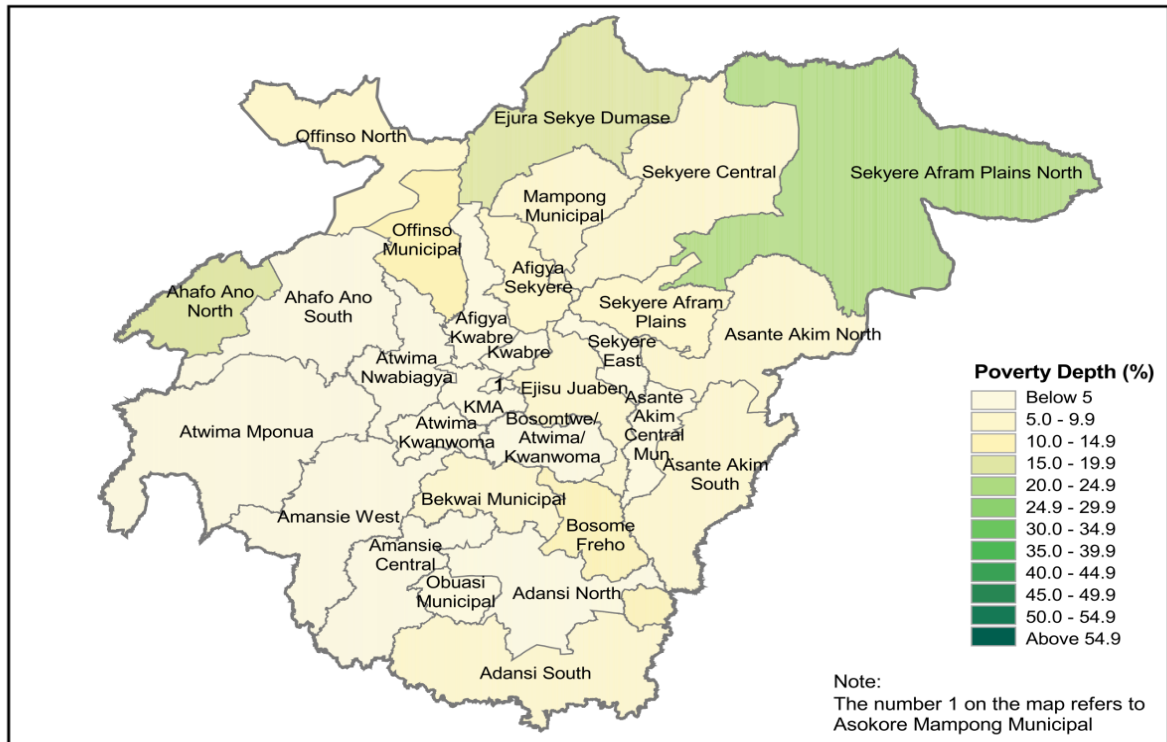 Ejura Sekye Dumase
Offinso North
Sekyere Central
Sekyere Afram Plains North
Mampong
Municipal
Offinso
Municipal
Afigya
Sekyere
Ahafo Ano
North
Ahafo Ano
South
Sekyere Afram
Plains
Asante Akim North
Afigya
Kwabre
Kwabre
Sekyere
East
Atwima
Nwabiagya
1
Ejisu Juaben
KMA
Asante
Akim
Central
Mun
Atwima Mponua
Atwima
Kwanwoma
Bosomtwe/
Atwima/
Kwanwoma
Asante Akim
South
Bekwai Municipal
Amansie West
Bosome
Freho
Amansie
Central
Obuasi
Municipal
Adansi North
Adansi South
Poverty Depth (%)
Below 5
5.0 - 9.9
10.0 - 14.9
15.0 - 19.9
20.0 - 24.9
24.9 - 29.9
30.0 - 34.9
35.0 - 39.9
40.0 - 44.9
45.0 - 49.9
50.0 - 54.9
Above 54.9
Note:
The number 1 on the map refers to
Asokore Mampong Municipal